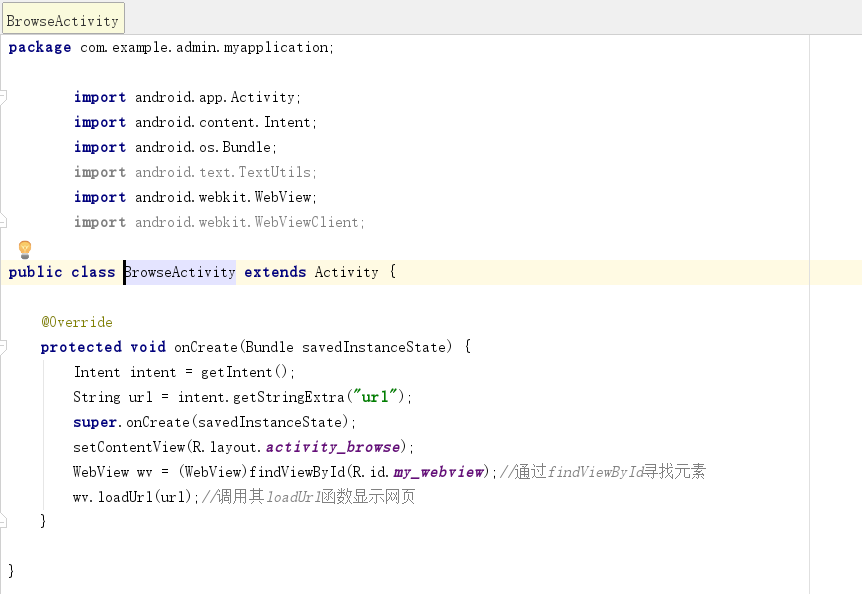 BrowseActivity
package com.example.admin.myapplication;
import android.app.Activity;
import android.content.Intent;
import android.os.Bundle;
import android.text.TextUtils;
import android.webkit.WebView;
import android.webkit.WebViewClient;
public class BrowseActivity extends Activity {
@Override
protected void onCreate(Bundle savedInstanceState) {
Intent intent = getIntent();
String url = intent.getStringExtra("url");
super.onCreate(savedInstanceState);
setContentView(R.layout.activity_browse);
WebView wv = (WebView)findViewById(R.id.my_webview);//通过findViewById寻找元素
wv.loadUrl(url);//调用其loadUrl函数显示网页
}
}